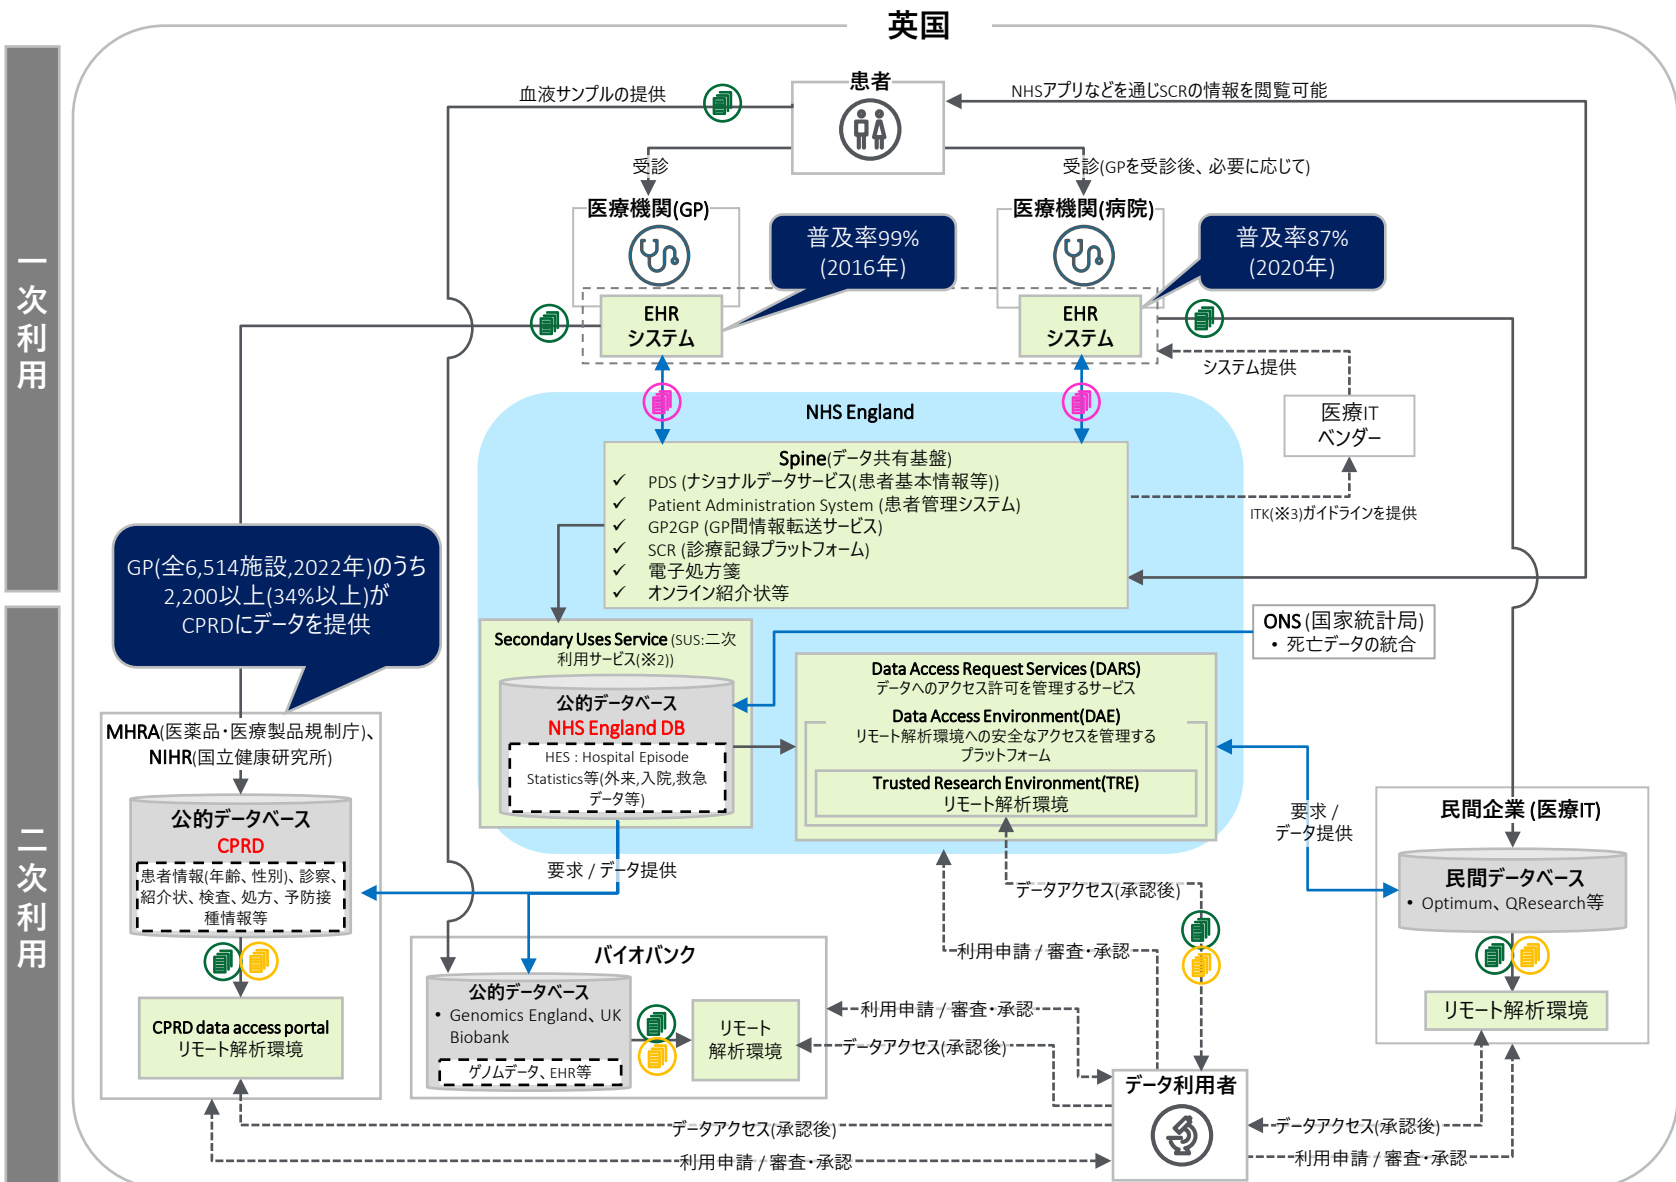 英国
一次利用
二次利用
患者
血液サンプルの提供
NHSアプリなどを通じSCRの情報を閲覧可能
受診
受診(GPを受診後、必要に応じて)
医療機関(GP)
医療機関(病院)
普及率99%
(2016年)
普及率87%
(2020年)
EHR
システム
EHR
システム
システム提供
医療IT
ベンダー
ITK(※3)ガイドラインを提供
NHS England
Spine(データ共有基盤)
✓ PDS (ナショナルデータサービス(患者基本情報等))
✓ Patient Administration System (患者管理システム)
✓ GP2GP (GP間情報転送サービス)
✓ SCR (診療記録プラットフォーム)
✓ 電子処方箋
✓ オンライン紹介状等
GP(全6,514施設,2022年)のうち
2,200以上(34%以上)が
CPRDにデータを提供
ONS (国家統計局)
• 死亡データの統合
Secondary Uses Service (SUS:二次
利用サービス(※2))
公的データベース
NHS England DB
HES : Hospital Episode
Statistics等(外来,入院,救急
データ等)
Data Access Request Services (DARS)
データへのアクセス許可を管理するサービス
Data Access Environment(DAE)
リモート解析環境への安全なアクセスを管理する
プラットフォーム
Trusted Research Environment(TRE)
リモート解析環境
MHRA(医薬品・医療製品規制庁)、
NIHR(国立健康研究所)
公的データベース
CPRD
患者情報(年齢、性別)、診察、
紹介状、検査、処方、予防接
種情報等
CPRD data access portal
リモート解析環境
要求 / データ提供
要求 /
データ提供
データアクセス(承認後)
利用申請 / 審査・承認
民間企業 (医療IT)
民間データベース
• Optimum、QResearch等
リモート解析環境
バイオバンク
公的データベース
• Genomics England、UK
Biobank
ゲノムデータ、EHR等
リモート
解析環境
利用申請 / 審査・承認
データアクセス(承認後)
データ利用者
データアクセス(承認後)
利用申請 / 審査・承認
データアクセス(承認後)
利用申請 / 審査・承認